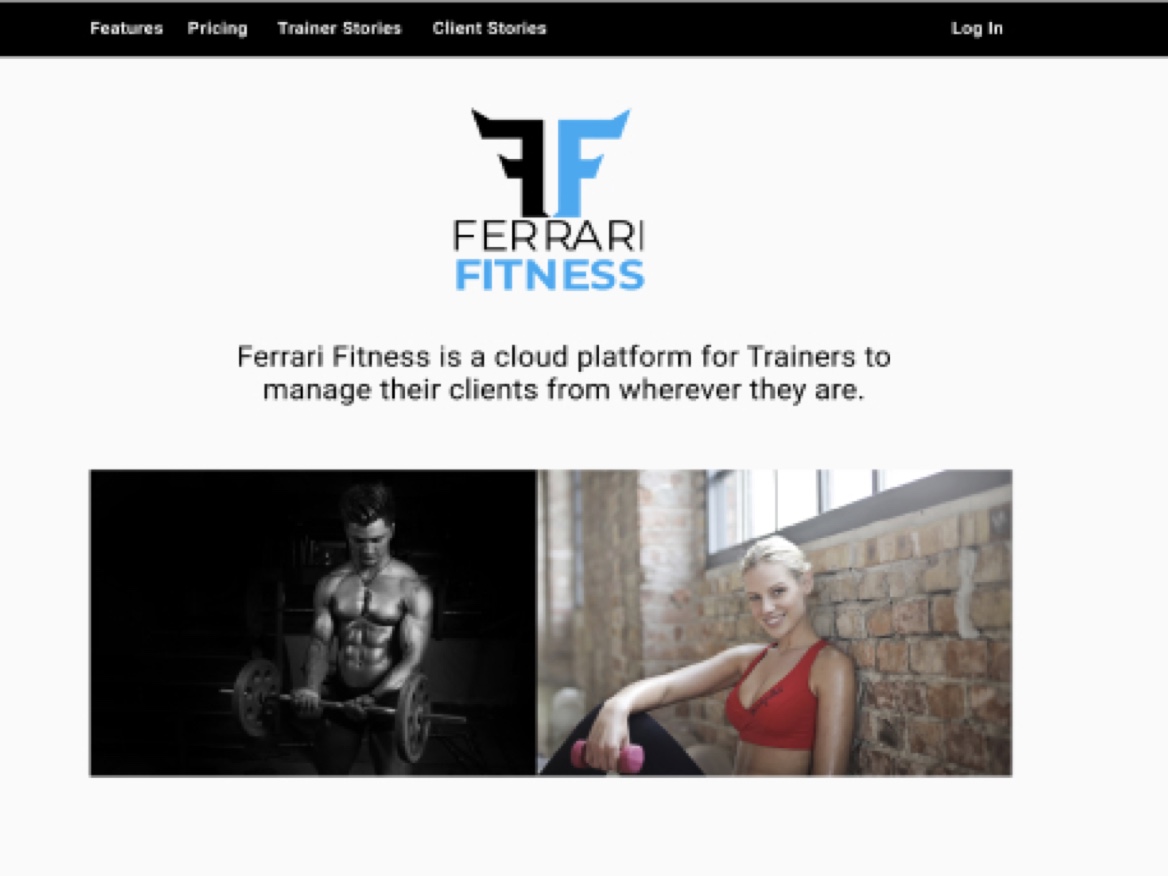 Features Pricing Trainer Stories Client Stories Log In
FERRARI
FITNESS
Ferrari Fitness is a cloud platform for Trainers to
manage their clients from wherever they are.